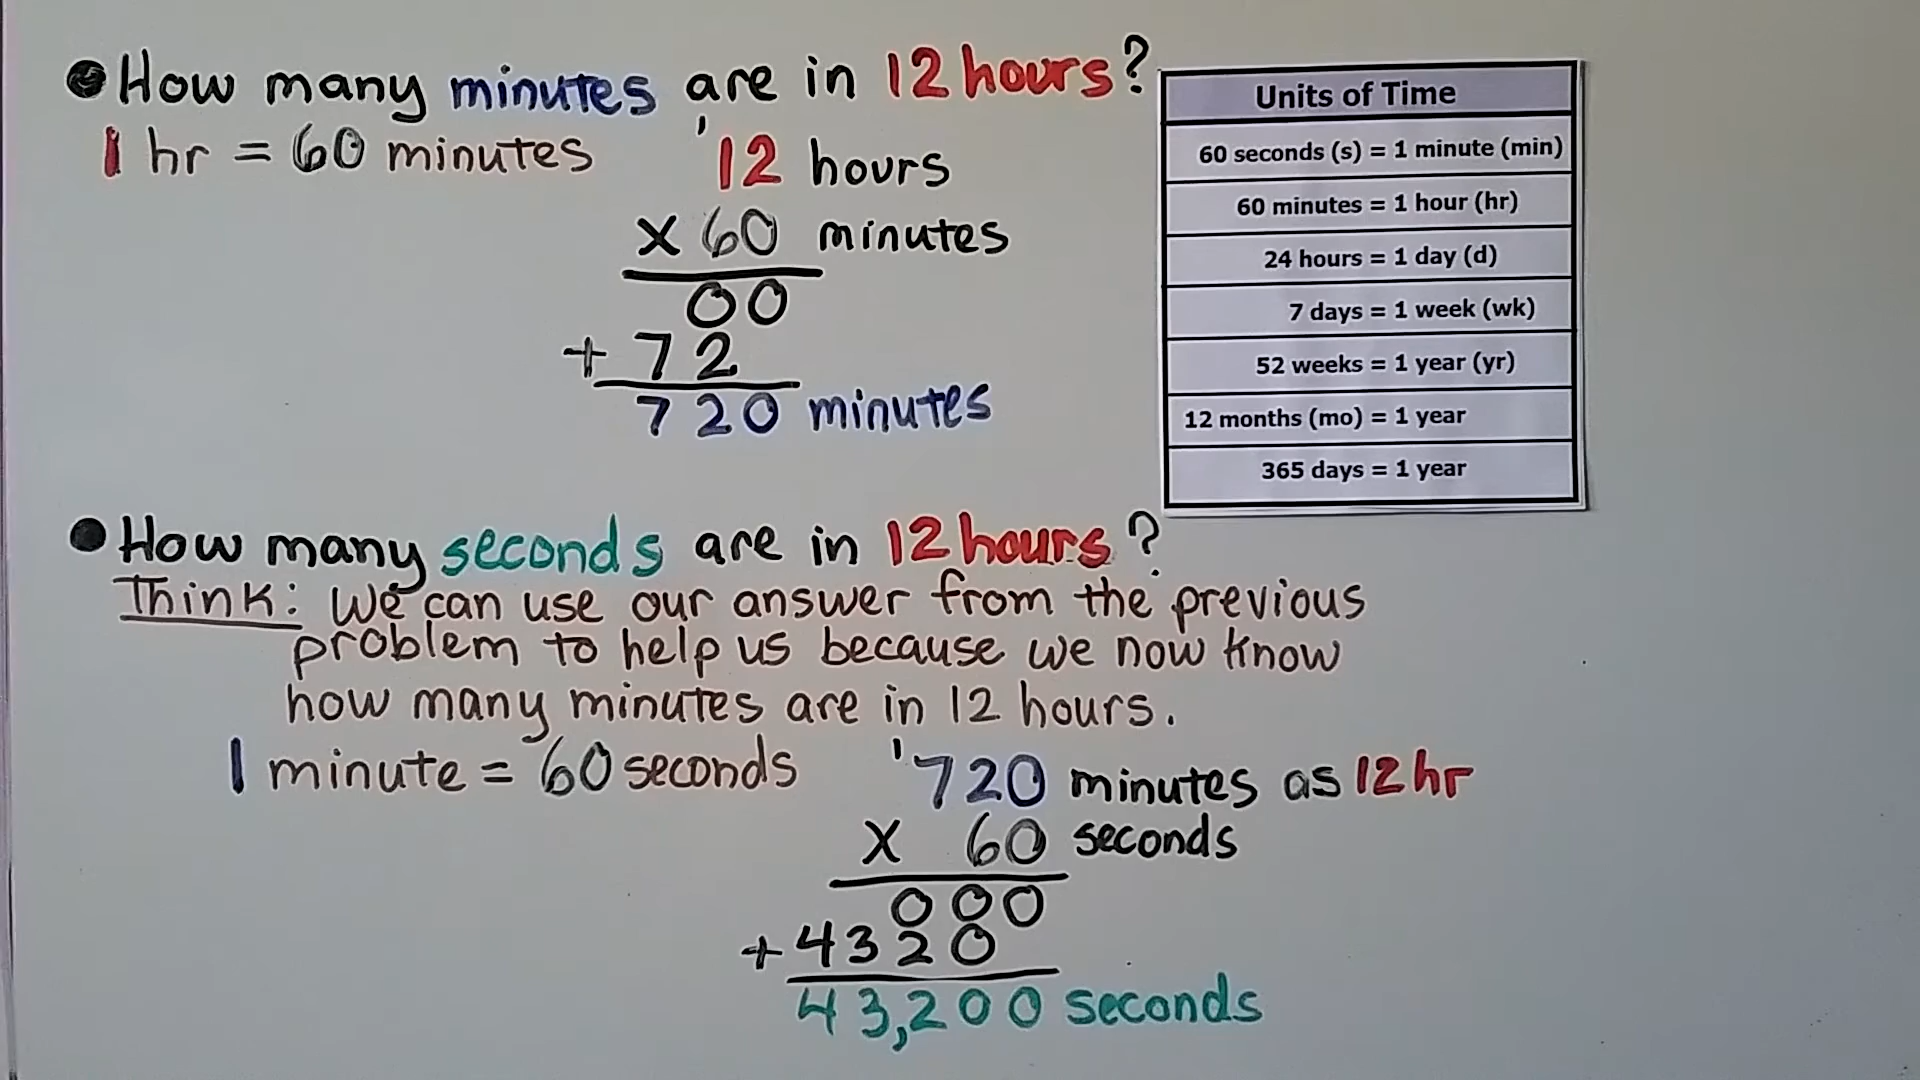 How many minutes are in 12 hours?
1 hr = 60 minutes
1
12 hours
x 60 minutes
00
+ 72
720 minutes
Units of Time
60 seconds (s) = 1 minute (min)
60 minutes = 1 hour (hr)
24 hours = 1 day (d)
7 days = 1 week (wk)
52 weeks = 1 year (yr)
12 months (mo) = 1 year
365 days = 1 year
How many seconds are in 12 hours?
Think: We can use our answer from the previous
problem to help us because we now know
how many minutes are in 12 hours.
1 minute = 60 seconds
1
720 minutes as 12 hr
x 60 seconds
000
+ 4320
43,200 seconds